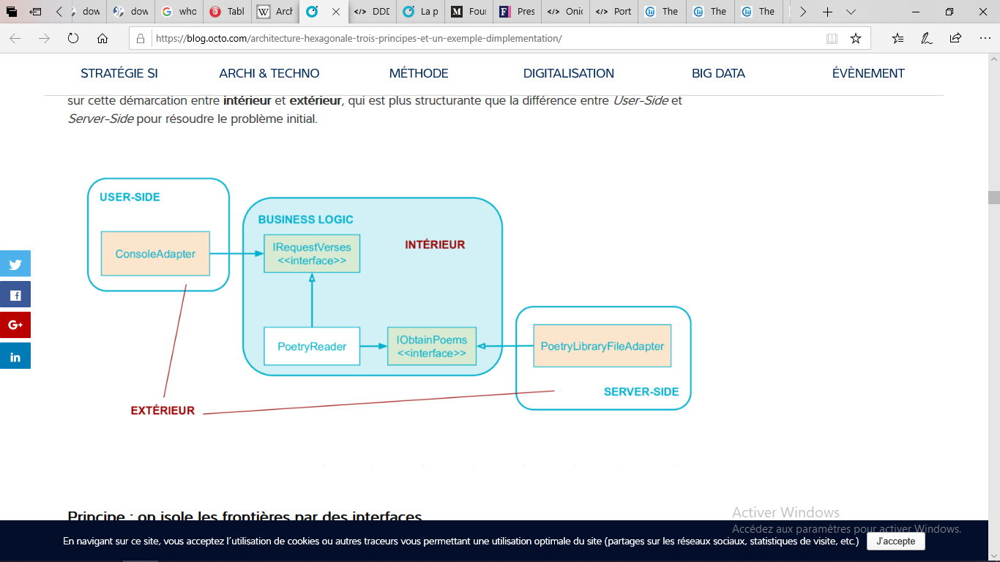 dow
dow
who
Tabl
Arch
</> DDD
La p
Four
Pres
</> Onio
</> Port
The
The
The
https://blog.octo.com/architecture-hexagonale-trois-principes-et-un-exemple-dimplementation/
STRATÉGIE SI ARCHI & TECHNO MÉTHODE DIGITALISATION BIG DATA ÉVÈNEMENT
sur cette démarcation entre intérieur et extérieur, qui est plus structurante que la différence entre User-Side et
Server-Side pour résoudre le problème initial.
USER-SIDE
ConsoleAdapter
BUSINESS LOGIC
IRequestVerses
<<interface>>
INTÉRIEUR
PoetryReader
IObtainPoems
<<interface>>
PoetryLibraryFileAdapter
SERVER-SIDE
EXTÉRIEUR
G+
in
Principe : on isole les frontières par des interfaces
Activer Windows
Accédez aux paramètres pour activer Windows.
En navigant sur ce site, vous acceptez l'utilisation de cookies ou autres traceurs vous permettant une utilisation optimale du site (partages sur les réseaux sociaux, statistiques de visite, etc.) J'accepte